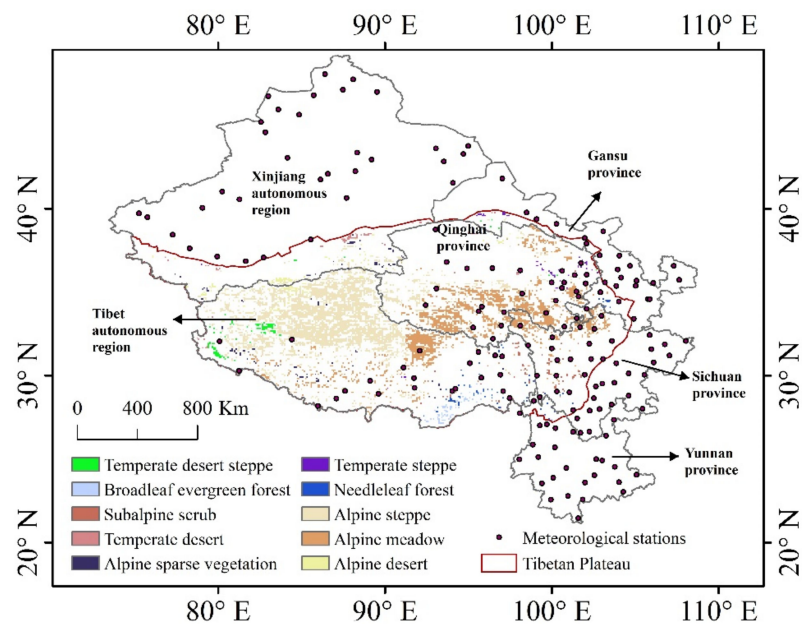 80° E 90° E 100° E 110° E
40° N
30° N
20° N
40° N
30° N
20° N
Xinjiang
autonomous
region
Gansu
province
Qinghai
province
Tibet
autonomous
region
Sichuan
province
Yunnan
province
0 400 800 Km
Temperate desert steppe
Broadleaf evergreen forest
Subalpine scrub
Temperate desert
Alpine sparse vegetation
Temperate steppe
Needleleaf forest
Alpine steppe
Alpine meadow
Alpine desert
Meteorological stations
Tibetan Plateau
80° E 90° E 100° E 110° E